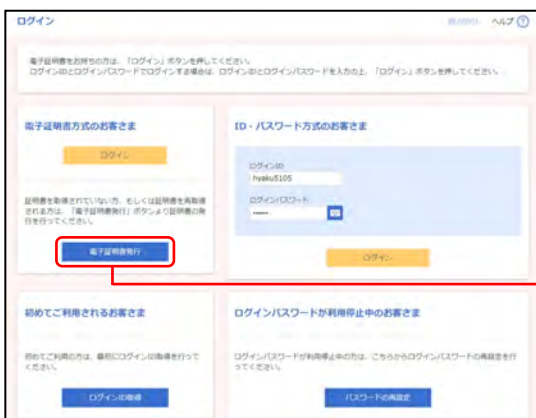 ログイン
ヘルプ ?
電子証明書をお持ちの方は、「ログイン」ボタンを押してください。
ログインIDとログインパスワードでログインする場合は、ログインIDとログインパスワードを入力の上、「ログイン」ボタンを押してください。
電子証明書方式のお客さま
ログイン
証明書を取得されていない方、もしくは証明書を再取得
される方は、「電子証明書発行」ボタンより証明書の発
行を行ってください。
電子証明書発行
ID・パスワード方式のお客さま
ログインID
hyaku5105
ログインパスワード
••••••
ログイン
初めてご利用されるお客さま
初めてご利用の方は、最初にログインID取得を行って
ください。
ログインID取得
ログインパスワードが利用停止中のお客さま
ログインパスワードが利用停止中の方は、こちらからログインパスワードの再設定を行
ってください。
パスワードの再設定